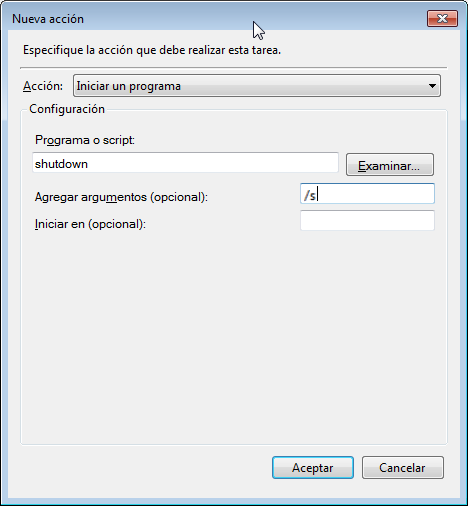 Nueva acción
Especifique la acción que debe realizar esta tarea.
Acción: Iniciar un programa
Configuración
Programa o script:
shutdown
Examinar...
Agregar argumentos (opcional): /s
Iniciar en (opcional):
Aceptar Cancelar